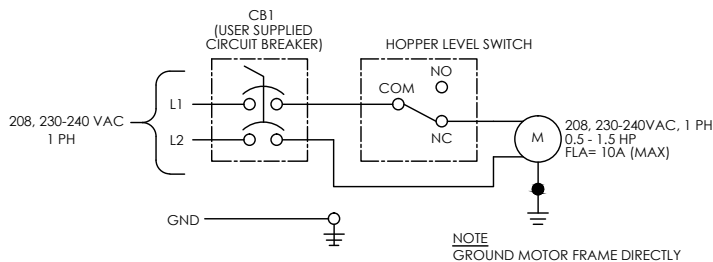 CB1
(USER SUPPLIED
CIRCUIT BREAKER)
HOPPER LEVEL SWITCH
NO
COM
L1
208, 230-240 VAC
1 PH
L2
NC
M
208, 230-240VAC, 1 PH
0.5 - 1.5 HP
FLA= 10A (MAX)
GND
NOTE
GROUND MOTOR FRAME DIRECTLY